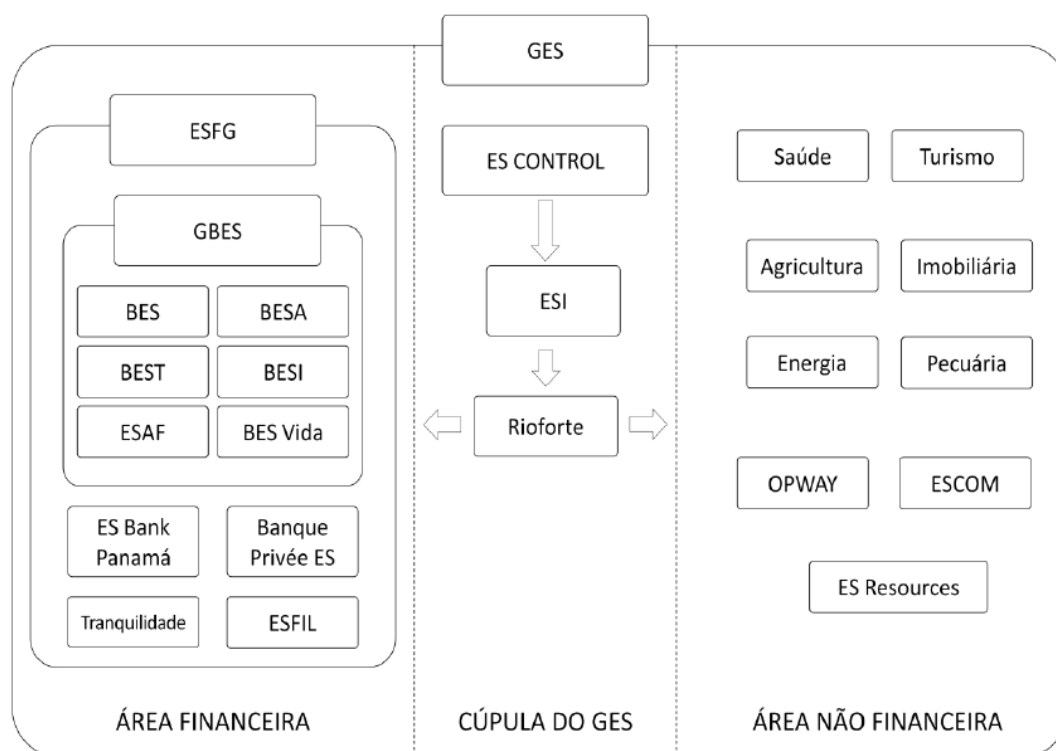 GES
ESFG
GBES
BES
BESA
BEST
BESI
ESAF
BES Vida
ES Bank
Panamá
Banque
Privée ES
Tranquilidade
ESFIL
ÁREA FINANCEIRA
ES CONTROL
ESI
Rioforte
CÚPULA DO GES
Saúde
Turismo
Agricultura
Imobiliária
Energia
Pecuária
OPWAY
ESCOM
ES Resources
ÁREA NÃO FINANCEIRA